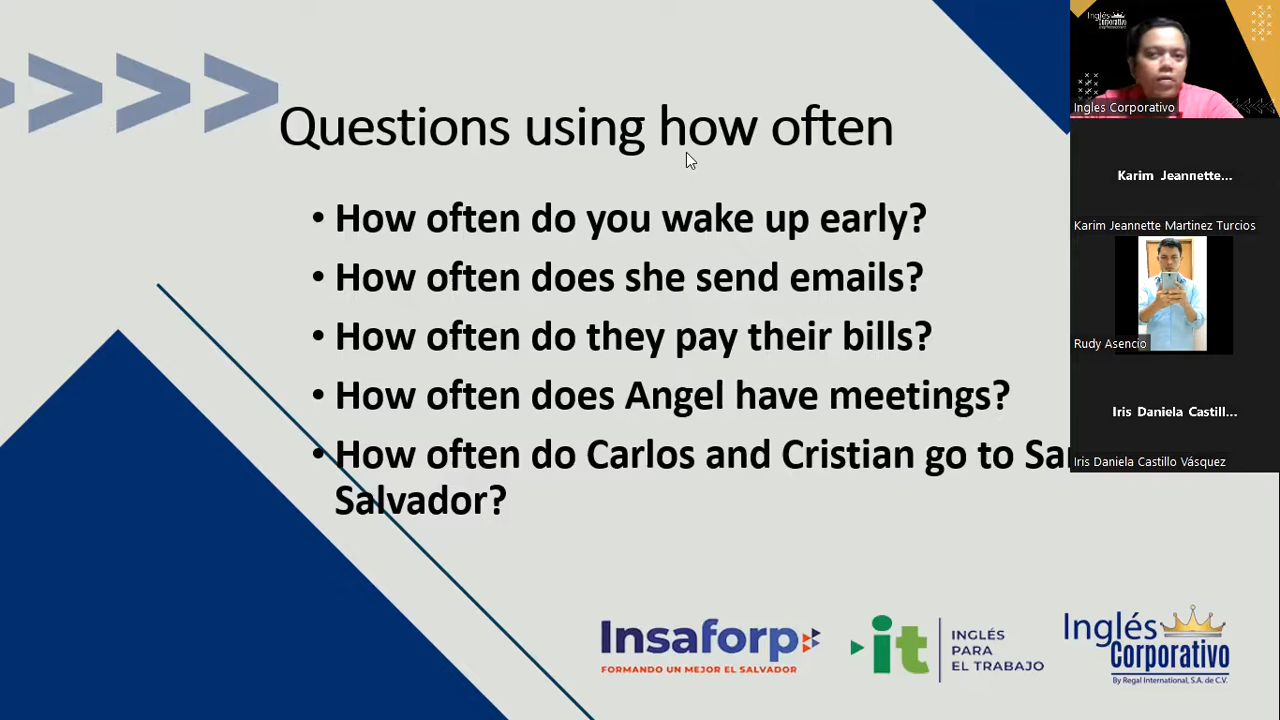 Questions using how often
• How often do you wake up early?
• How often does she send emails?
• How often do they pay their bills?
• How often does Angel have meetings?
• How often do Carlos and Cristian go to Sa
Salvador?
Insaforp
FORMANDO UN MEJOR EL SALVADOR
it
INGLÉS
PARA
EL TRABAJO
Inglés
Corporativo
By Regal International, S.A. de C.V.
Inglés
Corporativo
Ingles Corporativo
Karim Jeannette...
Karim Jeannette Martinez Turcios
Rudy Asencio
Iris Daniela Castill...
Iris Daniela Castillo Vásquez